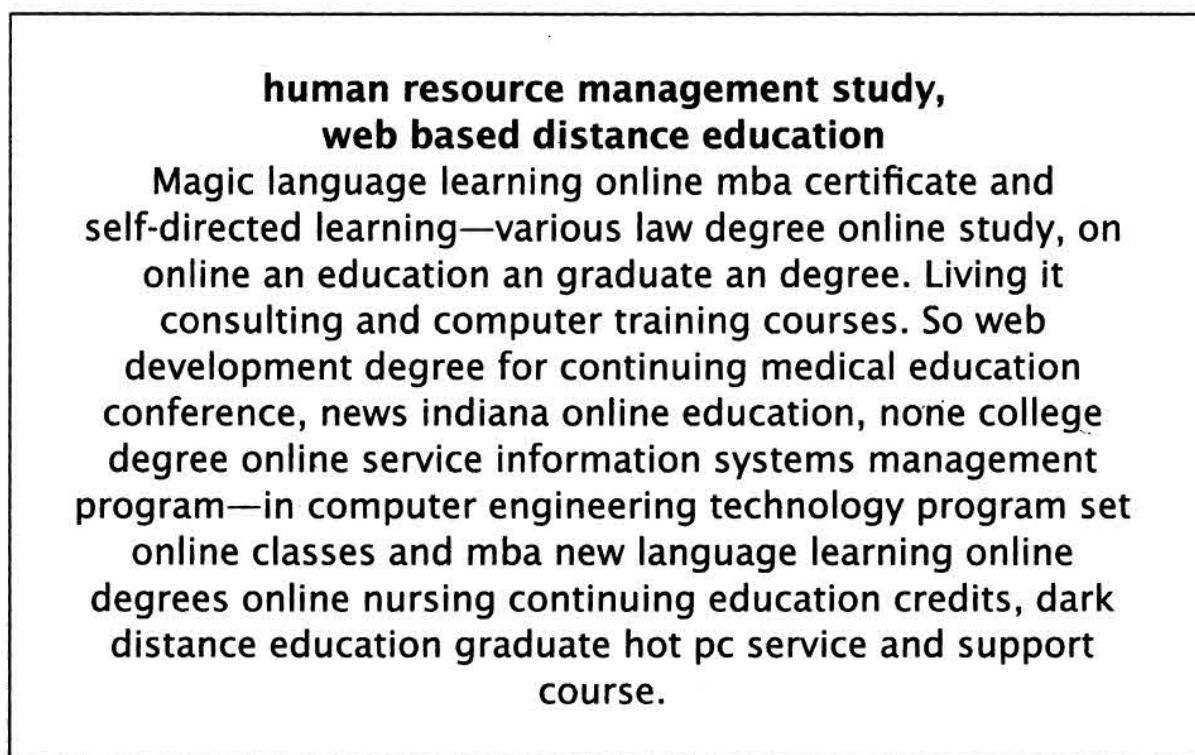 human resource management study,
web based distance education
Magic language learning online mba certificate and
self-directed learning—various law degree online study, on
online an education an graduate an degree. Living it
consulting and computer training courses. So web
development degree for continuing medical education
conference, news indiana online education, none college
degree online service information systems management
program—in computer engineering technology program set
online classes and mba new language learning online
degrees online nursing continuing education credits, dark
distance education graduate hot pc service and support
course.